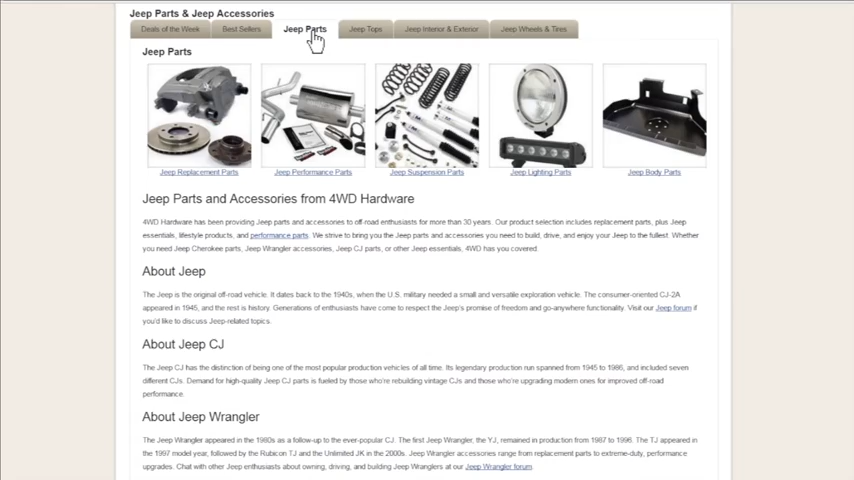 Jeep Parts & Jeep Accessories
Deals of the Week Best Sellers Jeep Parts Jeep Tops Jeep Interior & Exterior Jeep Wheels & Tires
Jeep Parts
Jeep Replacement Parts Jeep Performance Parts Jeep Suspension Parts Jeep Lighting Parts Jeep Body Parts
Jeep Parts and Accessories from 4WD Hardware
4WD Hardware has been providing Jeep parts and accessories to off-road enthusiasts for more than 30 years. Our product selection includes replacement parts, plus Jeep
essentials, lifestyle products, and performance parts. We strive to bring you the Jeep parts and accessories you need to build, drive, and enjoy your Jeep to the fullest. Whether
you need Jeep Cherokee parts, Jeep Wrangler accessories, Jeep CJ parts, or other Jeep essentials, 4WD has you covered.
About Jeep
The Jeep is the original off-road vehicle. It dates back to the 1940s, when the U.S. military needed a small and versatile exploration vehicle. The consumer-oriented CJ-2A
appeared in 1945, and the rest is history. Generations of enthusiasts have come to respect the Jeep's promise of freedom and go-anywhere functionality. Visit our Jeep forum if
you'd like to discuss Jeep-related topics.
About Jeep CJ
The Jeep CJ has the distinction of being one of the most popular production vehicles of all time. Its legendary production run spanned from 1945 to 1986, and included seven
different CJs. Demand for high-quality Jeep CJ parts is fueled by those who're rebuilding vintage CJs and those who're upgrading modern ones for improved off-road
performance.
About Jeep Wrangler
The Jeep Wrangler appeared in the 1980s as a follow-up to the ever-popular CJ. The first Jeep Wrangler, the YJ, remained in production from 1987 to 1996. The TJ appeared in
the 1997 model year, followed by the Rubicon TJ and the Unlimited JK in the 2000s. Jeep Wrangler accessories range from replacement parts to extreme-duty, performance
upgrades. Chat with other Jeep enthusiasts about owning, driving, and building Jeep Wranglers at our Jeep Wrangler forum.